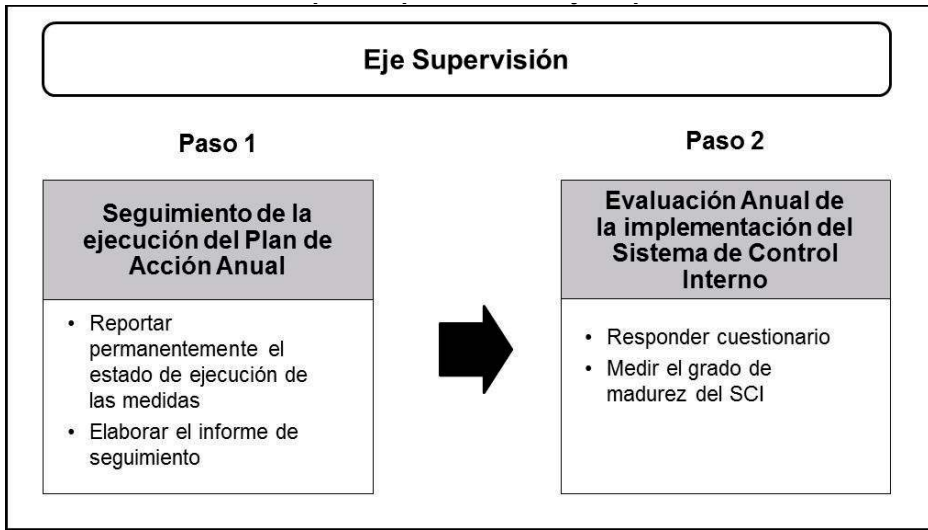 Eje Supervisión
Paso 1
Seguimiento de la
ejecución del Plan de
Acción Anual
• Reportar
permanentemente el
estado de ejecución de
las medidas
• Elaborar el informe de
seguimiento
Paso 2
Evaluación Anual de
la implementación del
Sistema de Control
Interno
• Responder cuestionario
• Medir el grado de
madurez del SCI